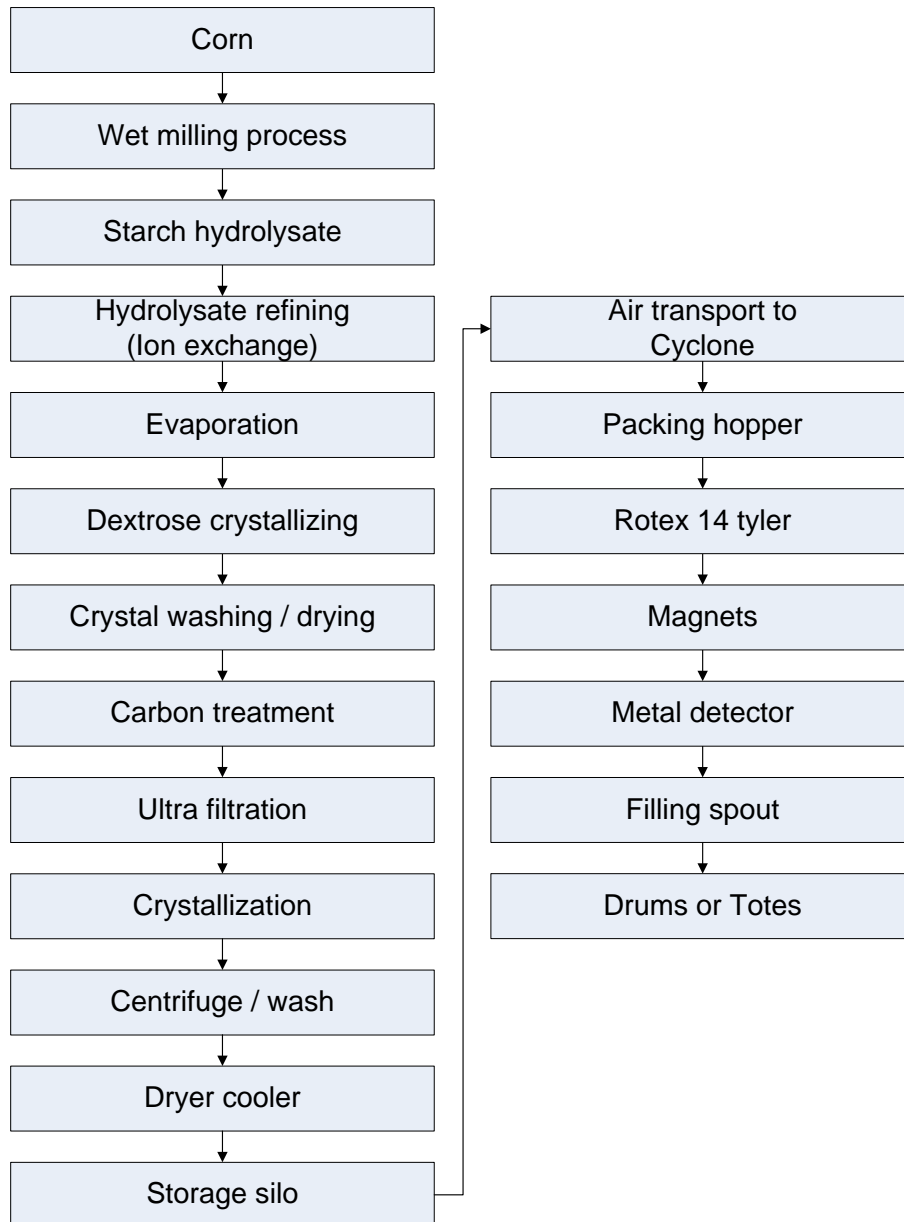 Corn
Wet milling process
Starch hydrolysate
Hydrolysate refining
(Ion exchange)
Evaporation
Dextrose crystallizing
Crystal washing / drying
Carbon treatment
Ultra filtration
Crystallization
Centrifuge / wash
Dryer cooler
Storage silo
Air transport to
Cyclone
Packing hopper
Rotex 14 tyler
Magnets
Metal detector
Filling spout
Drums or Totes